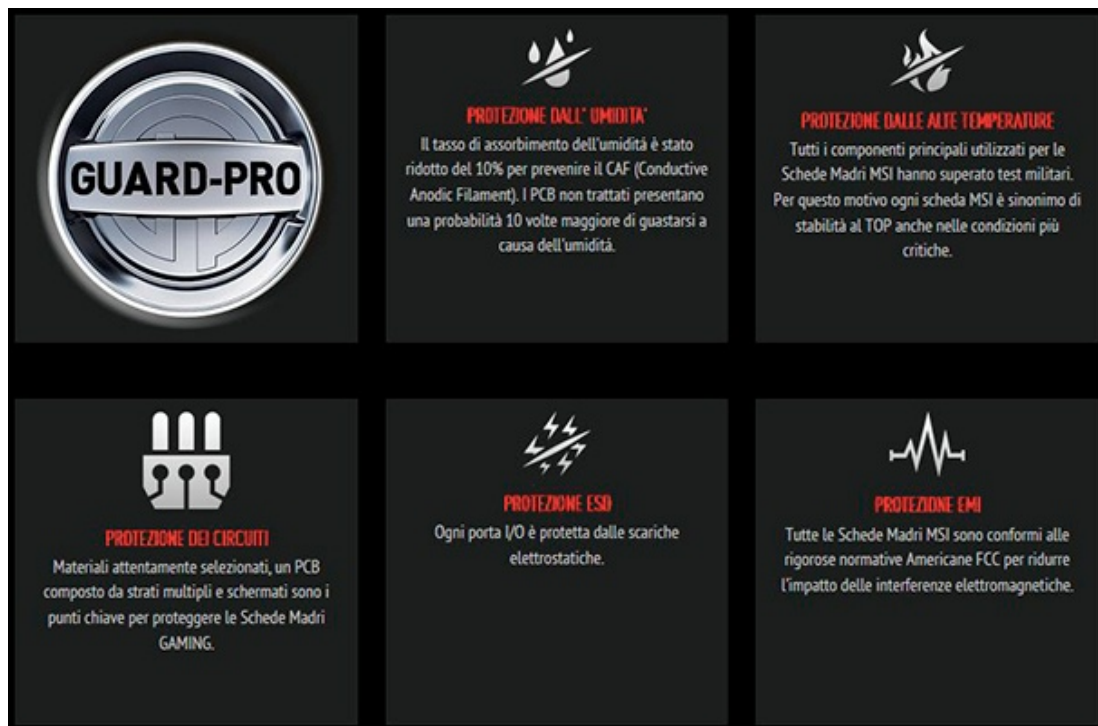 GUARD-PRO
PROTEZIONE DALL' UMIDITA'
Il tasso di assorbimento dell'umidità è stato
ridotto del 10% per prevenire il CAF (Conductive
Anodic Filament). I PCB non trattati presentano
una probabilità 10 volte maggiore di guastarsi a
causa dell'umiditá.
PROTEZIONE DALLE ALTE TEMPERATURE
Tutti i componenti principali utilizzati per le
Schede Madri MSI hanno superato test militari.
Per questo motivo ogni scheda MSI è sinonimo di
stabilità al TOP anche nelle condizioni più
critiche.
PROTEZIONE DEI CIRCUITI
Materiali attentamente selezionati, un PCB
composto da strati multipli e schermati sono i
punti chiave per proteggere le Schede Madri
GAMING.
PROTEZIONE ESD
Ogni porta I/O è protetta dalle scariche
elettrostatiche.
PROTEZIONE EMI
Tutte le Schede Madri MSI sono conformi alle
rigorose normative Americane FCC per ridurre
l'impatto delle interferenze elettromagnetiche.